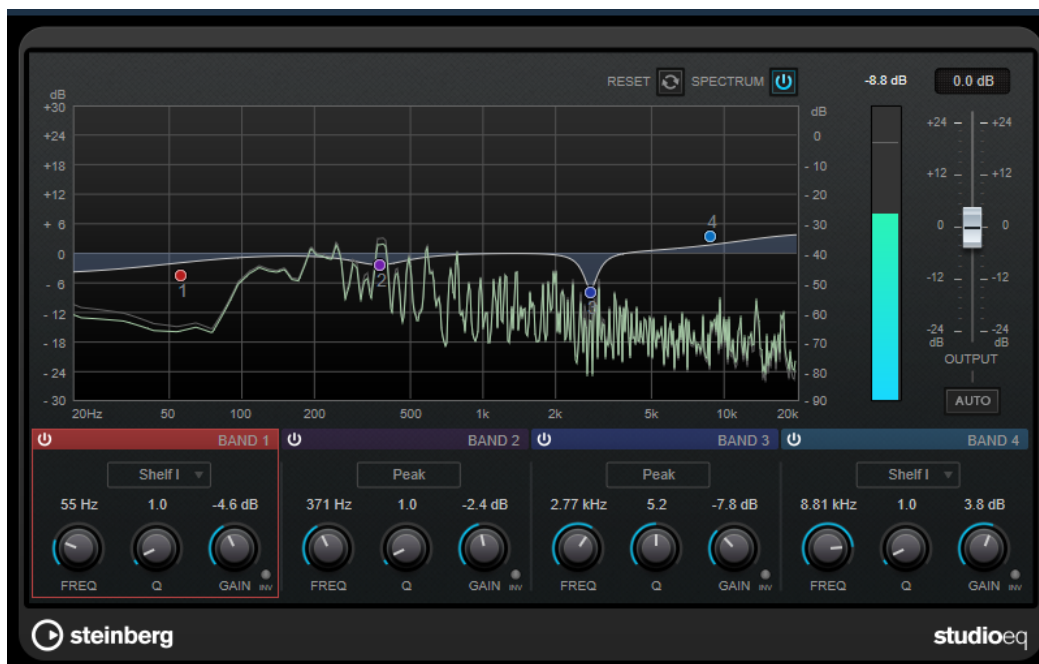 RESET SPECTRUM -8.8 dB 0.0 dB
dB
+30 dB
+24 0 +24 +24
+18 - 10
+12 - 20 +12 +12
+ 6 - 30 4
0 - 40 0 0
- 6 - 50 1 2 3
- 12 - 60 -12 -12
- 18 - 70 -24 -24
dB dB
- 24 - 80 OUTPUT
- 30 - 90 AUTO
20Hz 50 100 200 500 1k 2k 5k 10k 20k
BAND 1 BAND 2 BAND 3 BAND 4
Shelf I Peak Peak Shelf I
55 Hz 1.0 -4.6 dB 371 Hz 1.0 -2.4 dB 2.77 kHz 5.2 -7.8 dB 8.81 kHz 1.0 3.8 dB
FREQ Q GAIN INV FREQ Q GAIN INV FREQ Q GAIN INV FREQ Q GAIN INV
steinberg studioeq